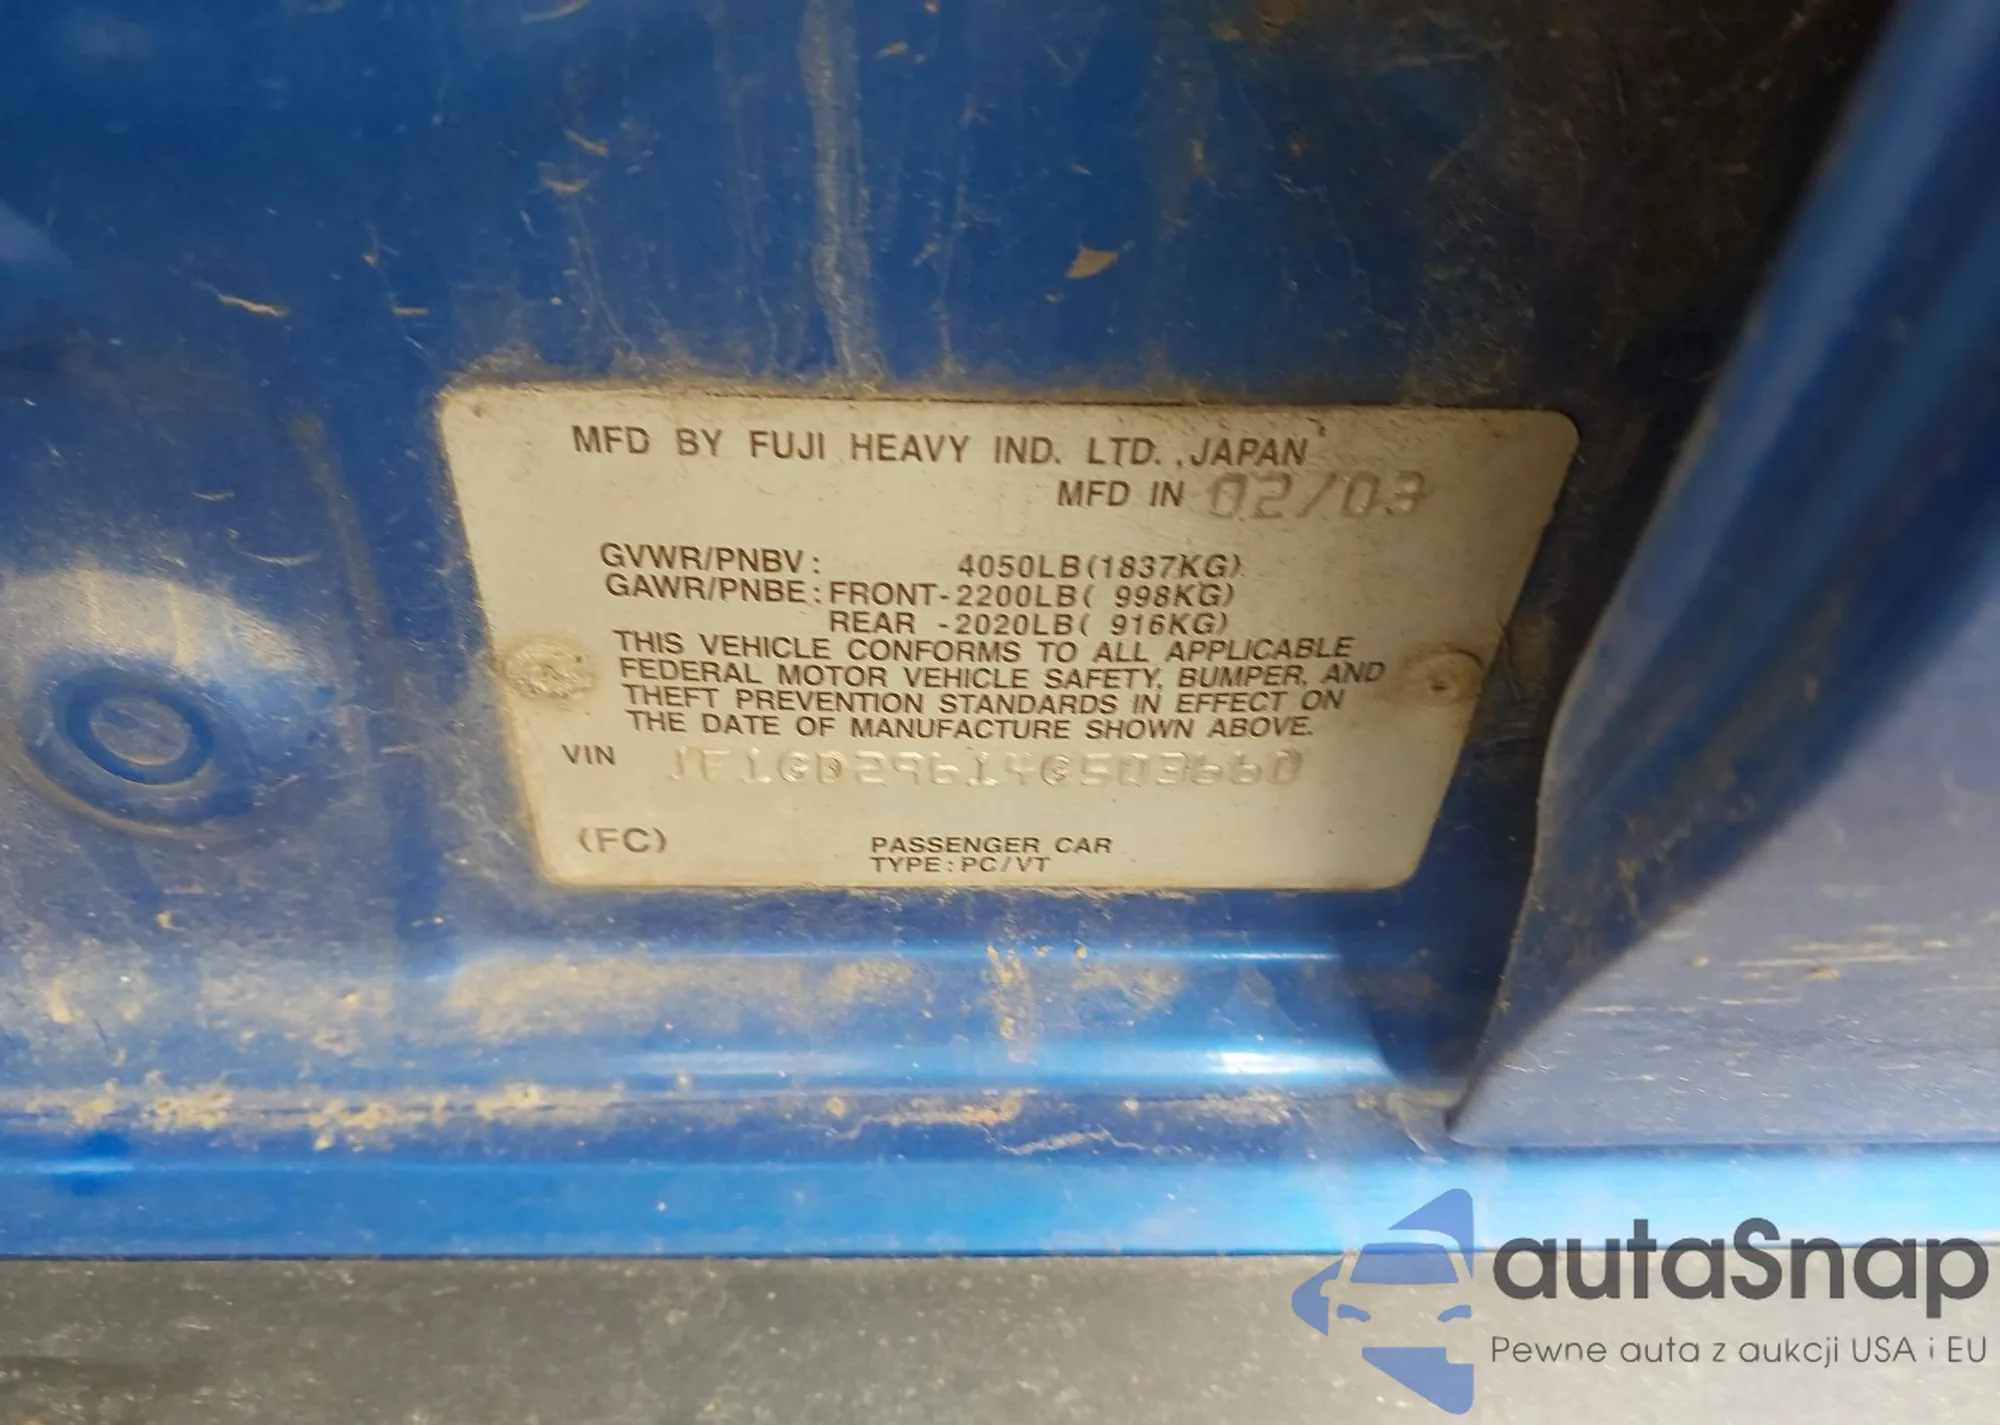 MFD BY FUJI HEAVY IND. LTD. ,JAPAN
MFD IN 02/03
GVWR/PNBV : 4050LB(1837KG)
GAWR/PNBE : FRONT-2200LB( 998KG)
REAR -2020LB( 916KG)
THIS VEHICLE CONFORMS TO ALL APPLICABLE
FEDERAL MOTOR VEHICLE SAFETY, BUMPER, AND
THEFT PREVENTION STANDARDS IN EFFECT ON
THE DATE OF MANUFACTURE SHOWN ABOVE.
VIN JF1GD29614G503660
(FC) PASSENGER CAR
TYPE : PC/VT
autaSnap
Pewne auta z aukcji USA i EU